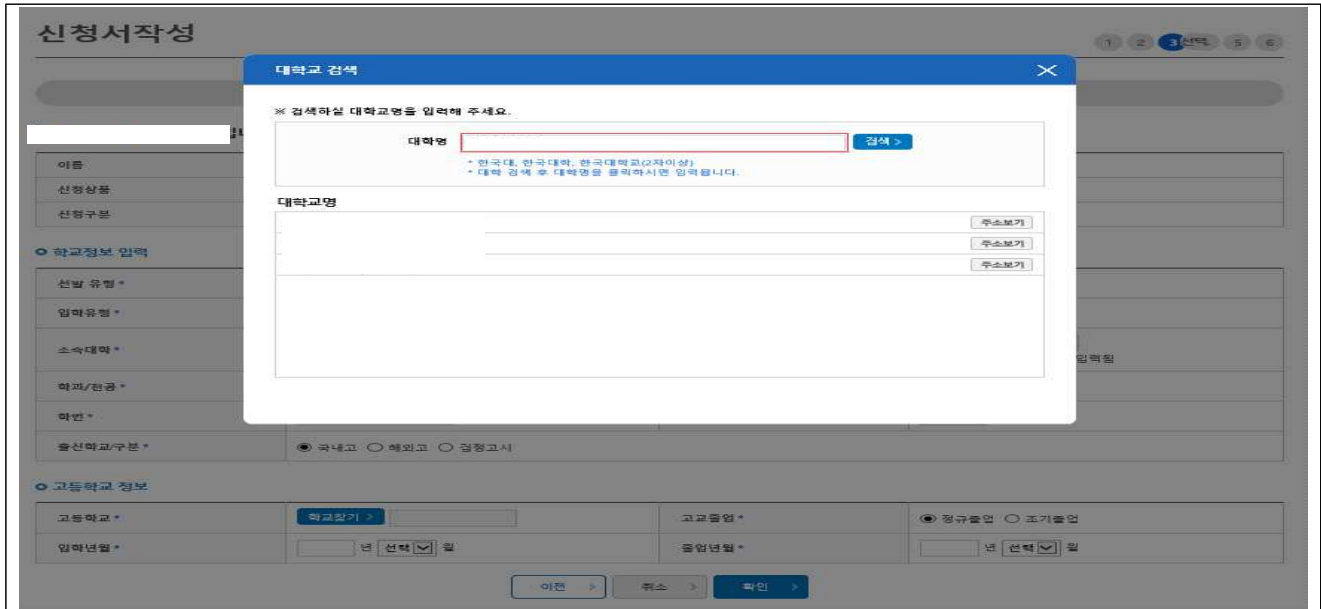 신청서작성
1 2 3 선택 5 6
대학교 검색
※ 검색하실 대학교명을 입력해 주세요.
대학명 검색 >
* 한국대, 한국대학, 한국대학교(2자이상)
* 대학 검색 후 대학명을 클릭하시면 입력됩니다.
대학교명
주소보기
주소보기
주소보기
이름
신청상품
신청구분
학교정보 입력
선발 유형 *
입학유형 *
소속대학 *
입력됨
학과/전공 *
학번 *
출신학교/구분 * 국내고 해외고 검정고시
고등학교 정보
고등학교 * 학교찾기 > 고교졸업 * 정규졸업 조기졸업
입학년월 * 년 선택 월 졸업년월 * 년 선택 월
이전 > 취소 > 확인 >